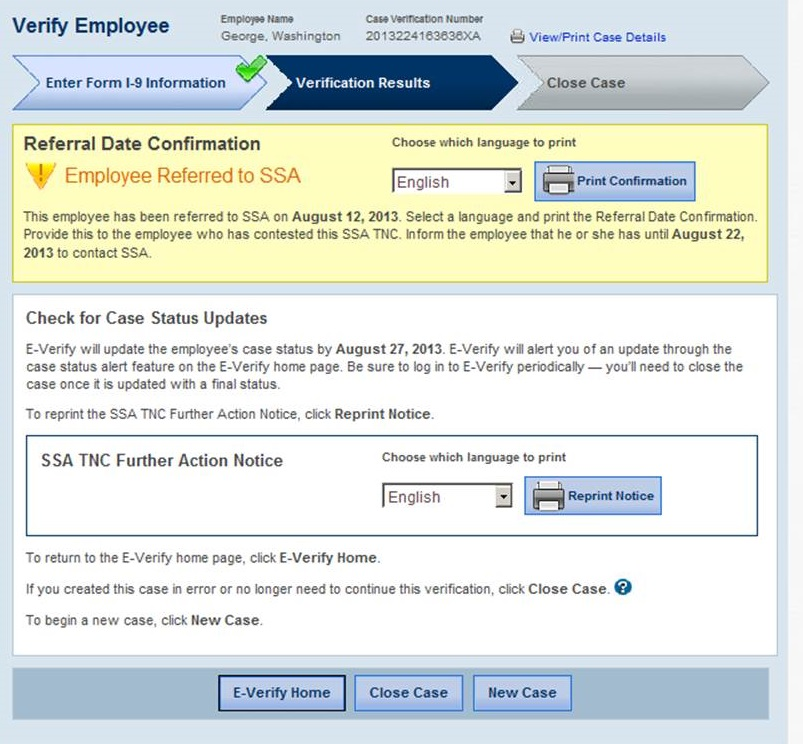 Verify Employee
Employee Name
George, Washington
Case Verification Number
2013224163636XA
View/Print Case Details
Enter Form I-9 Information
Verification Results
Close Case
Referral Date Confirmation
Choose which language to print
Employee Referred to SSA
English
Print Confirmation
This employee has been referred to SSA on August 12, 2013. Select a language and print the Referral Date Confirmation.
Provide this to the employee who has contested this SSA TNC. Inform the employee that he or she has until August 22,
2013 to contact SSA.
Check for Case Status Updates
E-Verify will update the employee's case status by August 27, 2013. E-Verify will alert you of an update through the
case status alert feature on the E-Verify home page. Be sure to log in to E-Verify periodically — you'll need to close the
case once it is updated with a final status.
To reprint the SSA TNC Further Action Notice, click Reprint Notice.
SSA TNC Further Action Notice
Choose which language to print
English
Reprint Notice
To return to the E-Verify home page, click E-Verify Home.
If you created this case in error or no longer need to continue this verification, click Close Case. ?
To begin a new case, click New Case.
E-Verify Home
Close Case
New Case